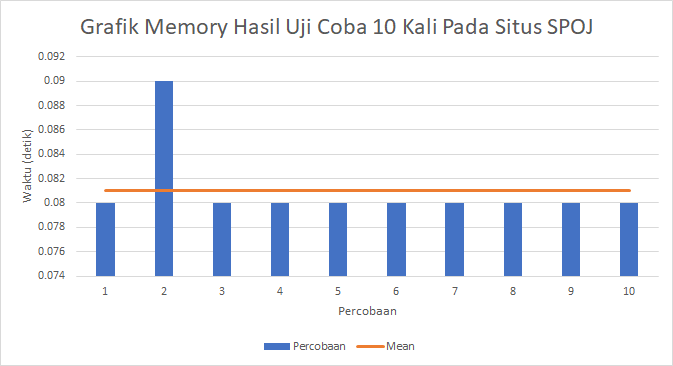 Grafik Memory Hasil Uji Coba 10 Kali Pada Situs SPOJ
0.092
0.09
0.088
0.086
0.084
0.082
0.08
0.078
0.076
0.074
Waktu (detik)
1 2 3 4 5 6 7 8 9 10
Percobaan
Percobaan Mean